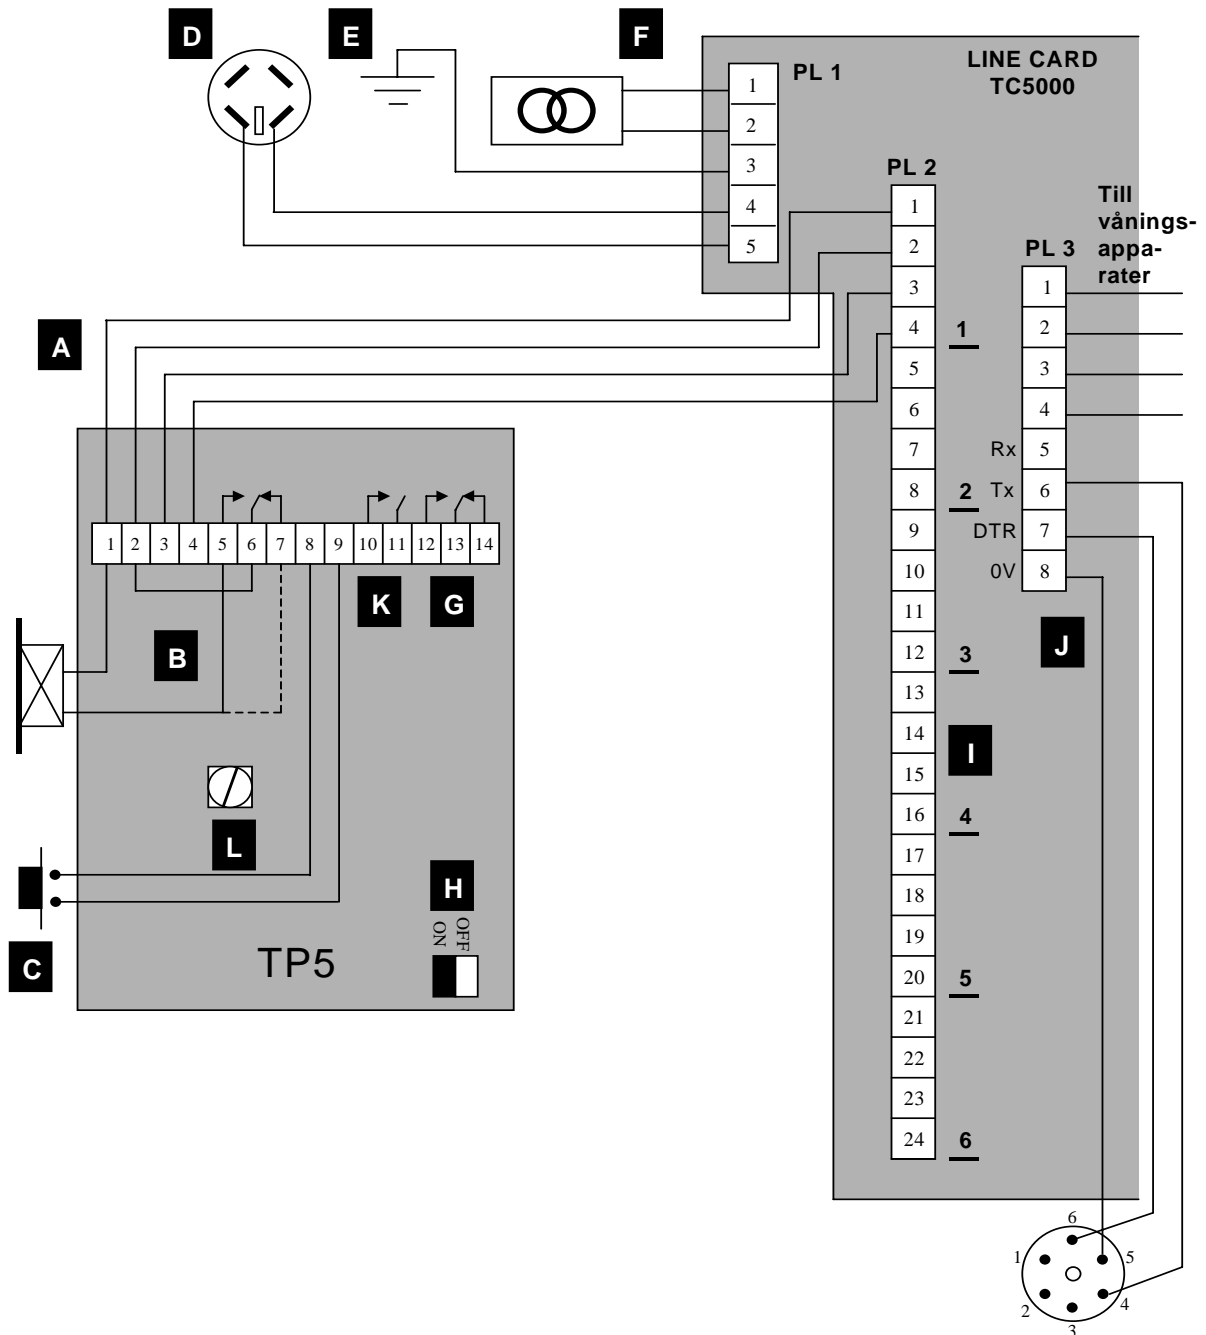 D
E
F
LINE CARD
TC5000
PL 1
1
2
3
4
5
PL 2
1
2
3
4
5
6
7
8
9
10
11
12
13
14
15
16
17
18
19
20
21
22
23
24
1
2
3
4
5
6
I
Till
vånings-
appa-
rater
PL 3
1
2
3
4
Rx 5
Tx 6
DTR 7
0V 8
J
A
1 2 3 4 5 6 7 8 9 10 11 12 13 14
K
G
B
L
H
ON
OFF
C
TP5
6
1
5
2
4
3